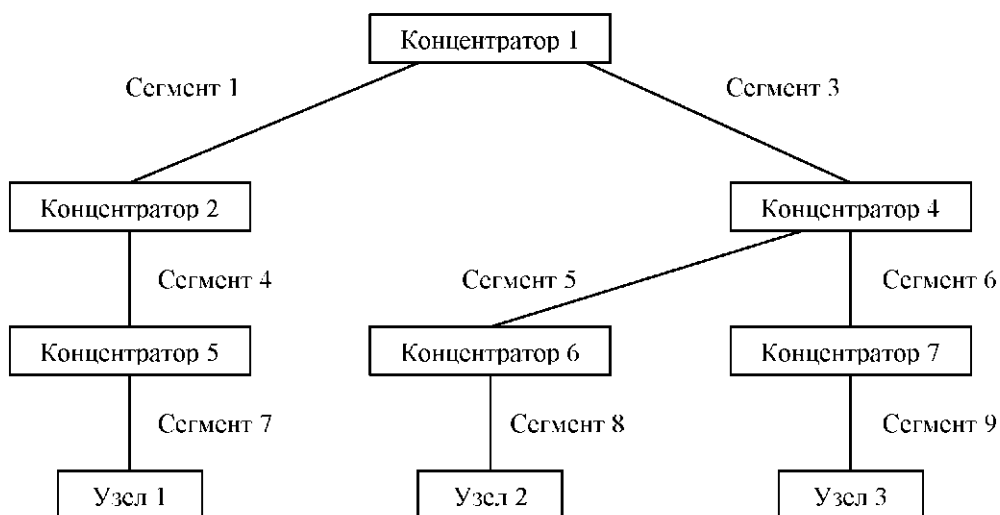 Концентратор 1
Сегмент 1
Сегмент 3
Концентратор 2
Концентратор 4
Сегмент 4
Сегмент 5
Сегмент 6
Концентратор 5
Концентратор 6
Концентратор 7
Сегмент 7
Сегмент 8
Сегмент 9
Узел 1
Узел 2
Узел 3